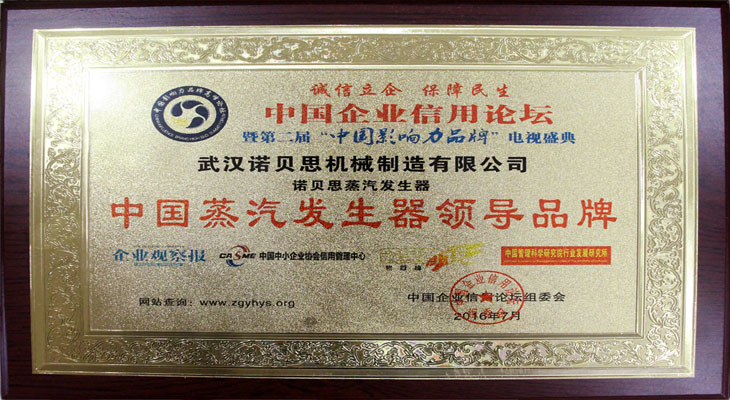 诚信立企 保障民生
中国企业信用论坛
暨第二届“中国影响力品牌”电视盛典
武汉诺贝思机械制造有限公司
诺贝思蒸汽发生器
中国蒸汽发生器领导品牌
企业观察报 CASME 中国中小企业协会信用管理中心 中国管理科学研究院行业发展研究所
网站查询：www.zgyhys.org
中国企业信用论坛组委会
2016年7月